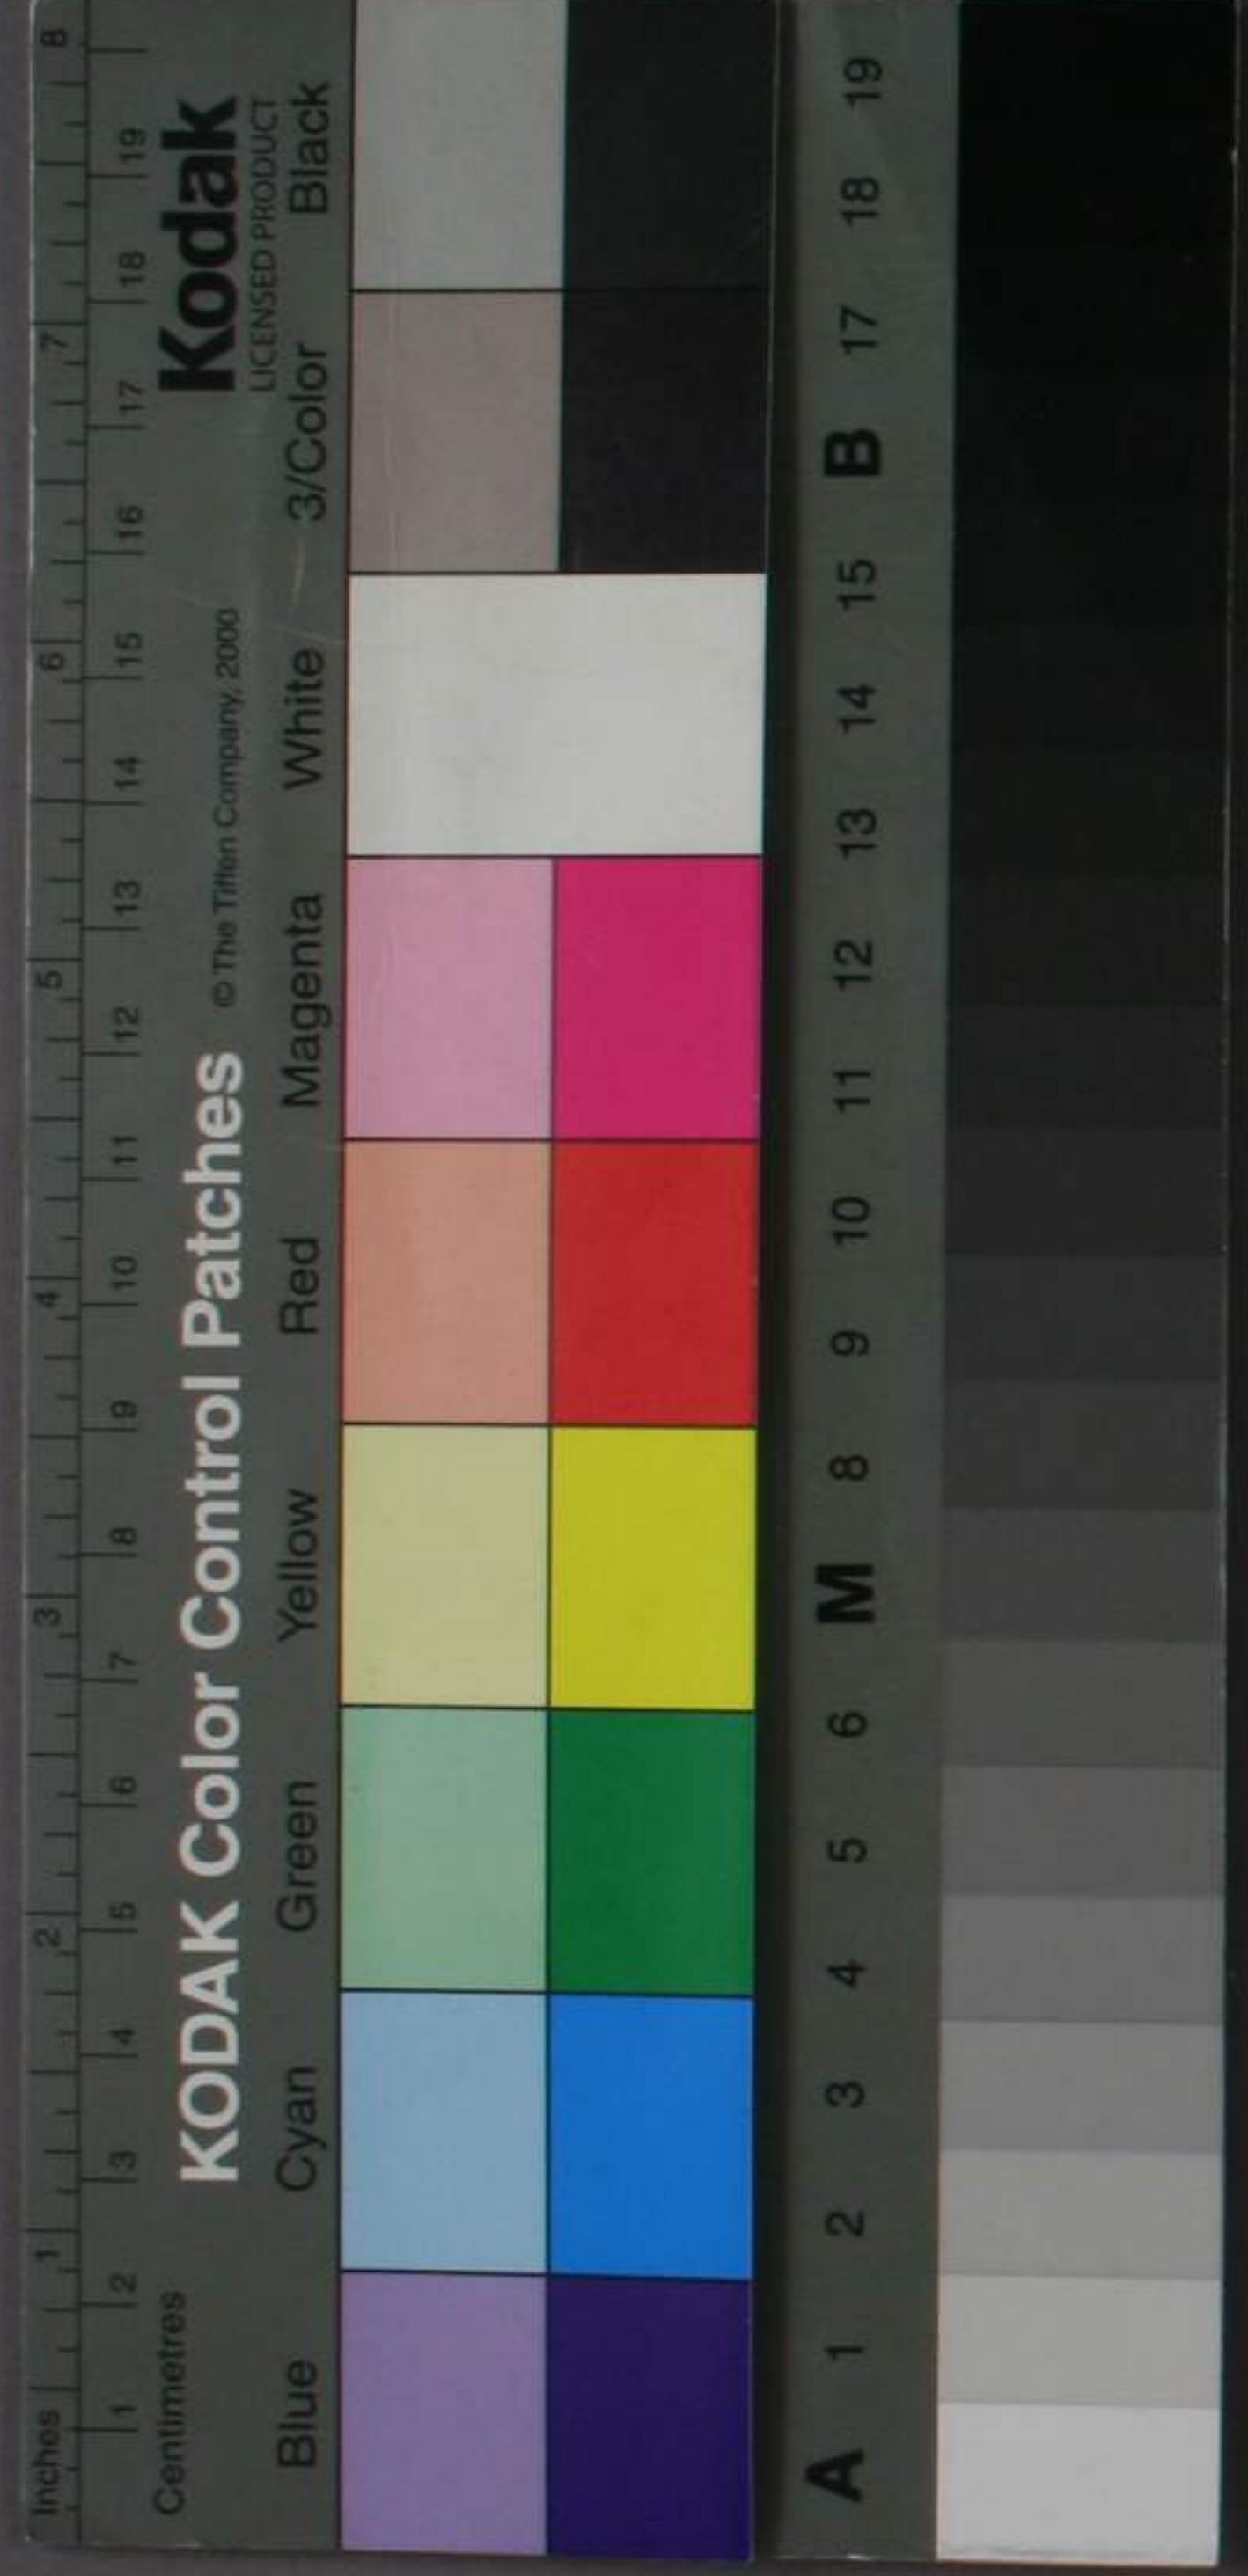 Inches 1 2 3 4 5 6 7 8
1 2 3 4 5 6 7 8 9 10 11 12 13 14 15 16 17 18 19
Centimetres
KODAK Color Control Patches © The Tiffen Company, 2000 Kodak
LICENSED PRODUCT
Blue Cyan Green Yellow Red Magenta White 3/Color Black
A 1 2 3 4 5 6 M 8 9 10 11 12 13 14 15 B 17 18 19